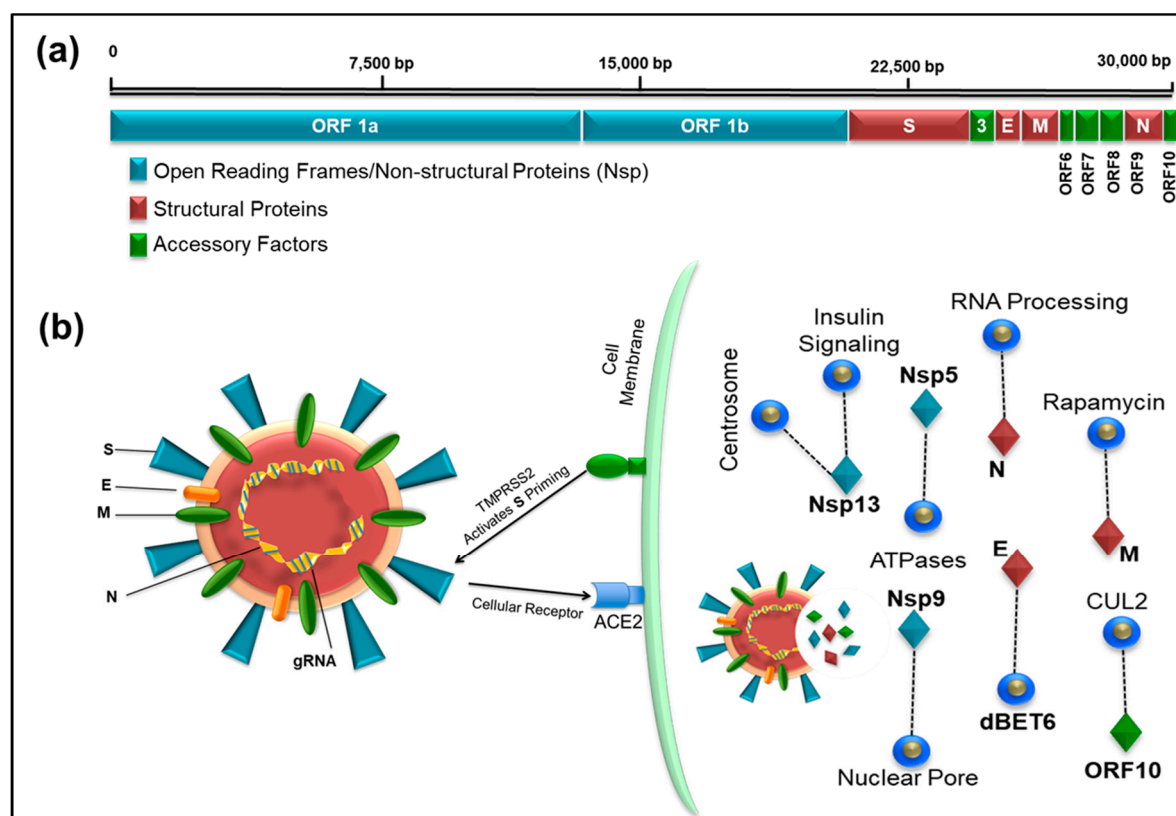 (a)
0
7,500 bp
15,000 bp
22,500 bp
30,000 bp
ORF 1a
ORF 1b
S
3
E
M
N
ORF6
ORF7
ORF8
ORF9
ORF10
Open Reading Frames/Non-structural Proteins (Nsp)
Structural Proteins
Accessory Factors
(b)
S
E
M
N
gRNA
TMPRSS2
Activates S Priming
Cellular Receptor
ACE2
Cell
Membrane
Centrosome
Insulin
Signaling
Nsp13
Nsp5
ATPases
RNA Processing
N
Rapamycin
M
Nsp9
Nuclear Pore
E
dBET6
CUL2
ORF10